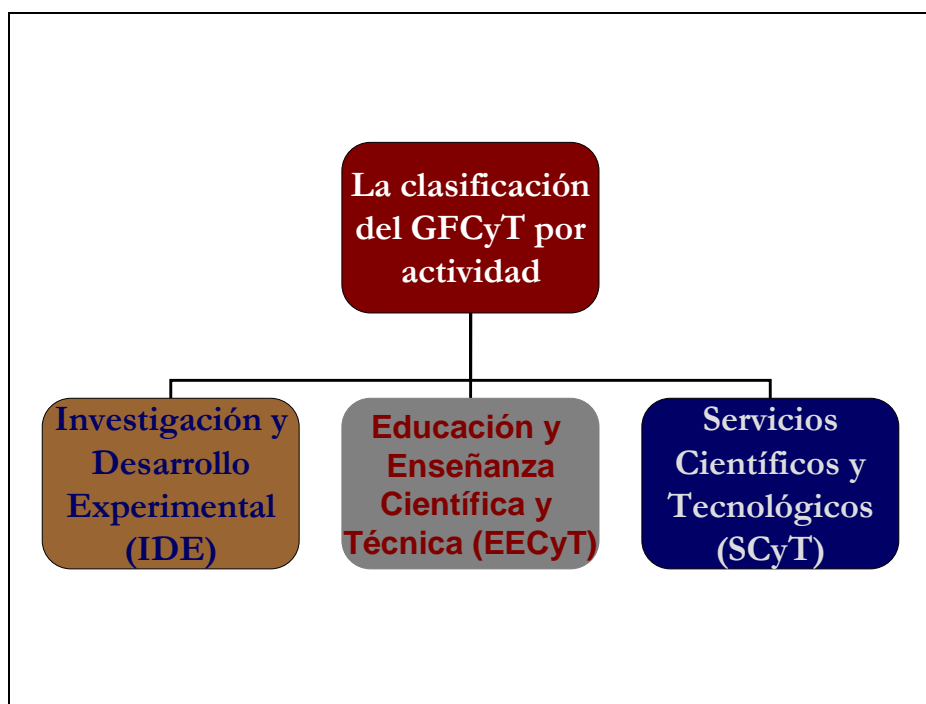 La clasificación
del GFCyT por
actividad
Investigación y
Desarrollo
Experimental
(IDE)
Educación y
Enseñanza
Científica y
Técnica (EECyT)
Servicios
Científicos y
Tecnológicos
(SCyT)